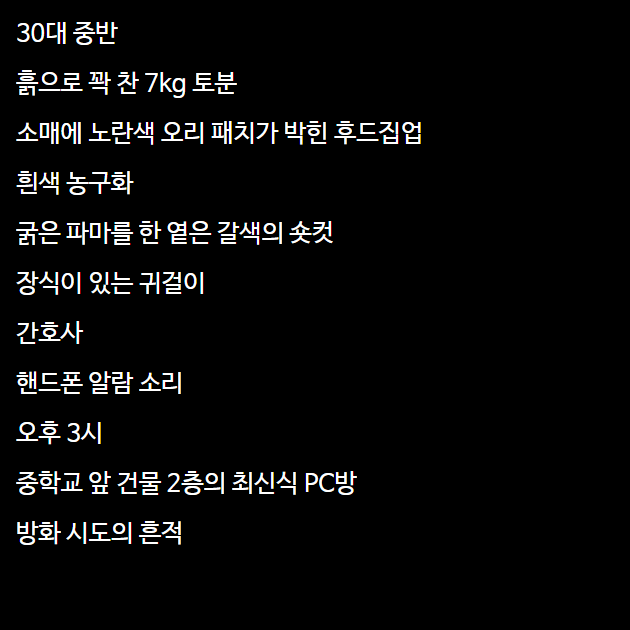 30대 중반
흙으로 꽉 찬 7kg 토분
소매에 노란색 오리 패치가 박힌 후드집업
흰색 농구화
굵은 파마를 한 옅은 갈색의 숏컷
장식이 있는 귀걸이
간호사
핸드폰 알람 소리
오후 3시
중학교 앞 건물 2층의 최신식 PC방
방화 시도의 흔적